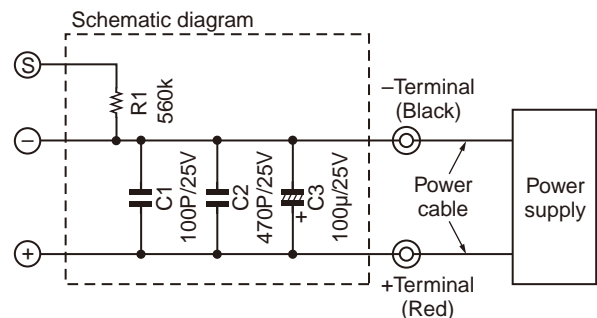 Schematic diagram
S
R1
560k
–Terminal
(Black)
–
C1
100P/25V
C2
470P/25V
+
C3
100µ/25V
Power
cable
Power
supply
+
+Terminal
(Red)